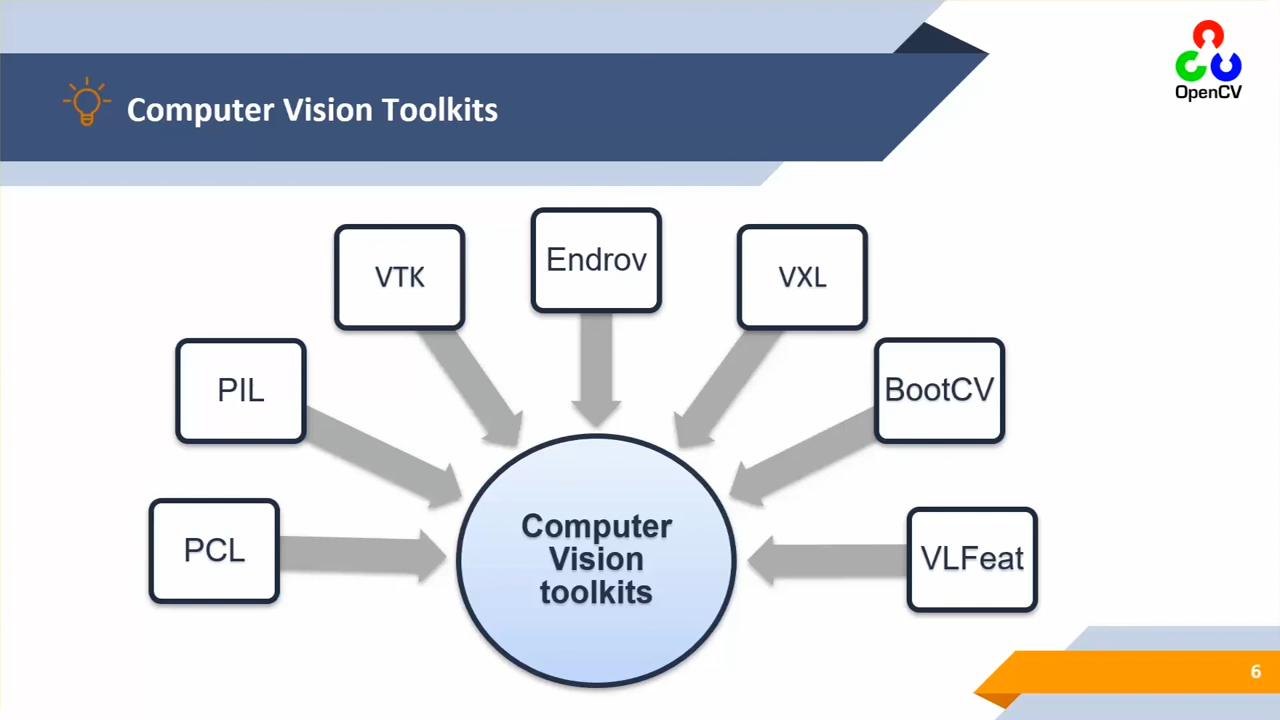 Computer Vision Toolkits
OpenCV
VTK
Endrov
VXL
PIL
BootCV
PCL
Computer
Vision
toolkits
VLFeat
6